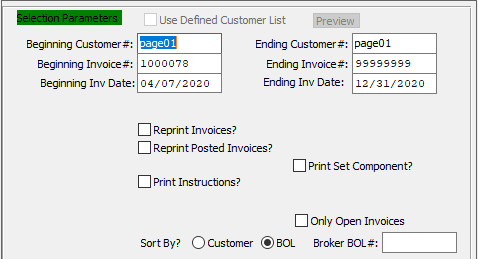 Selection Parameters Use Defined Customer List Preview
Beginning Customer#: page01 Ending Customer#: page01
Beginning Invoice#: 1000078 Ending Invoice#: 99999999
Beginning Inv Date: 04/07/2020 Ending Inv Date: 12/31/2020
Reprint Invoices?
Reprint Posted Invoices?
Print Set Component?
Print Instructions?
Only Open Invoices
Sort By? Customer BOL Broker BOL#: